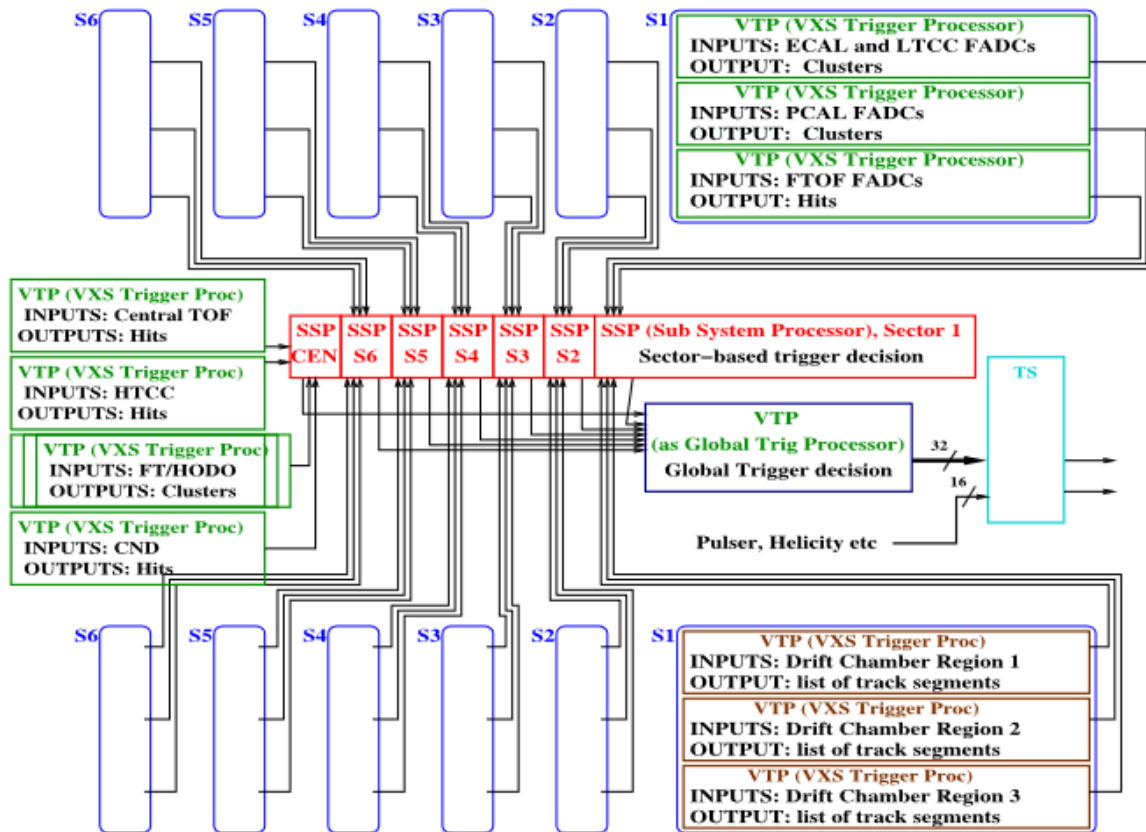 S6
S5
S4
S3
S2
S1
VTP (VXS Trigger Processor)
INPUTS: ECAL and LTCC FADCs
OUTPUT: Clusters
VTP (VXS Trigger Processor)
INPUTS: PCAL FADCs
OUTPUT: Clusters
VTP (VXS Trigger Processor)
INPUTS: FTOF FADCs
OUTPUT: Hits
VTP (VXS Trigger Proc)
INPUTS: Central TOF
OUTPUTS: Hits
VTP (VXS Trigger Proc)
INPUTS: HTCC
OUTPUTS: Hits
VTP (VXS Trigger Proc)
INPUTS: FT/HODO
OUTPUTS: Clusters
VTP (VXS Trigger Proc)
INPUTS: CND
OUTPUTS: Hits
SSP
CEN
SSP
S6
SSP
S5
SSP
S4
SSP
S3
SSP
S2
SSP (Sub System Processor), Sector 1
Sector-based trigger decision
VTP
(as Global Trig Processor)
Global Trigger decision
32
16
TS
Pulser, Helicity etc
S6
S5
S4
S3
S2
S1
VTP (VXS Trigger Proc)
INPUTS: Drift Chamber Region 1
OUTPUT: list of track segments
VTP (VXS Trigger Proc)
INPUTS: Drift Chamber Region 2
OUTPUT: list of track segments
VTP (VXS Trigger Proc)
INPUTS: Drift Chamber Region 3
OUTPUT: list of track segments